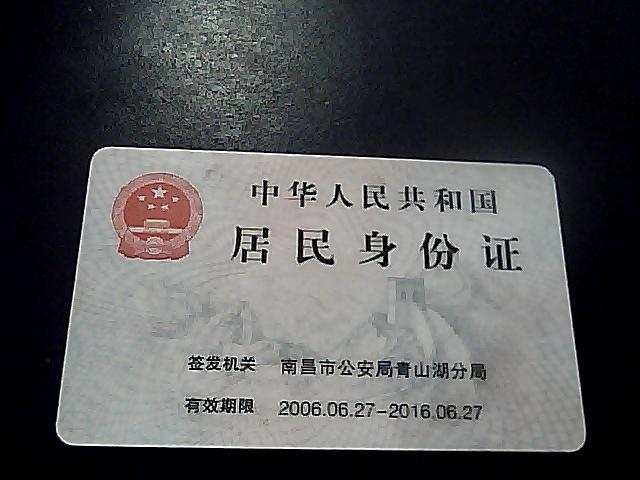 中华人民共和国
居民身份证
签发机关 南昌市公安局青山湖分局
有效期限 2006.06.27-2016.06.27